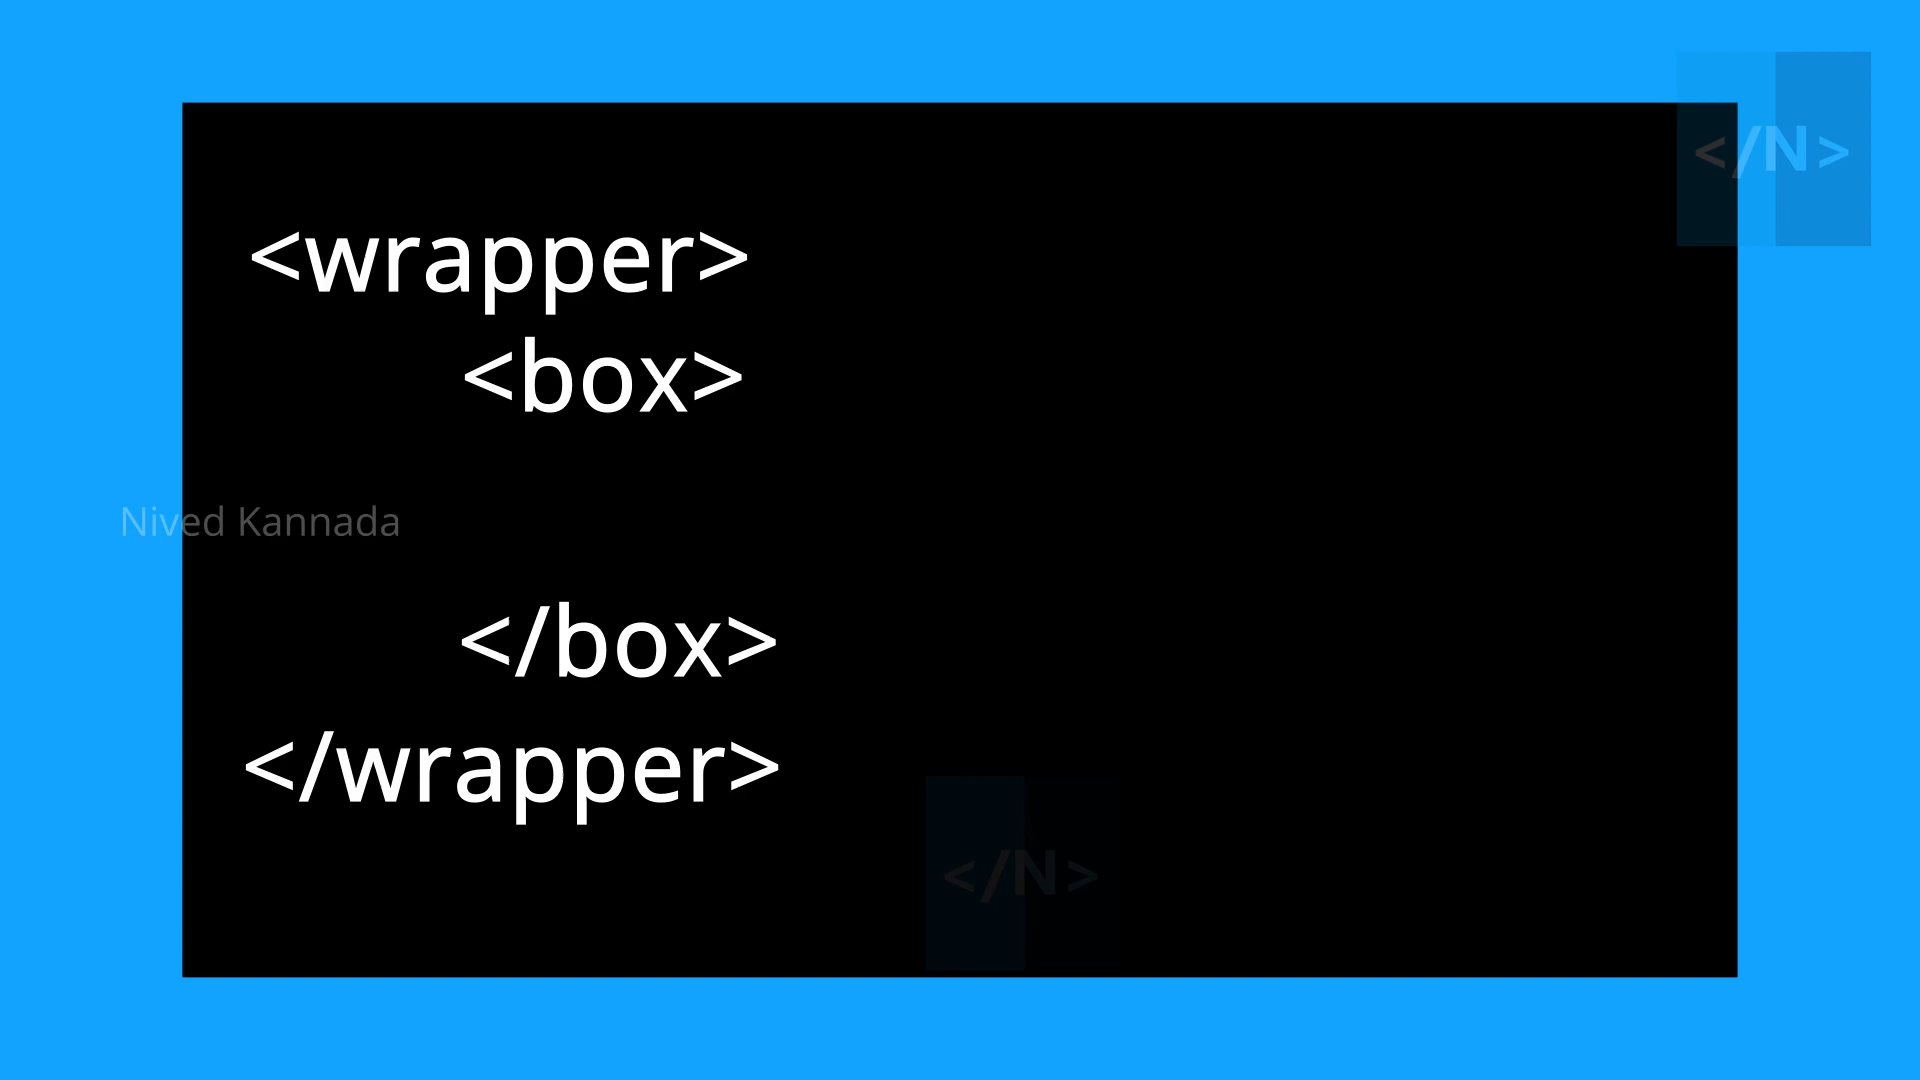 </N>
<wrapper>
<box>
Nived Kannada
</box>
</wrapper>
</N>